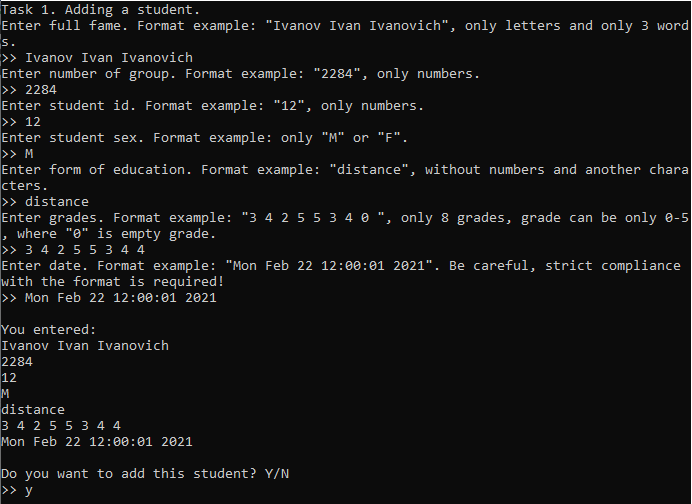 Task 1. Adding a student.
Enter full fame. Format example: "Ivanov Ivan Ivanovich", only letters and only 3 word
s.
>> Ivanov Ivan Ivanovich
Enter number of group. Format example: "2284", only numbers.
>> 2284
Enter student id. Format example: "12", only numbers.
>> 12
Enter student sex. Format example: only "M" or "F".
>> M
Enter form of education. Format example: "distance", without numbers and another chara
cters.
>> distance
Enter grades. Format example: "3 4 2 5 5 3 4 0 ", only 8 grades, grade can be only 0-5
, where "0" is empty grade.
>> 3 4 2 5 5 3 4 4
Enter date. Format example: "Mon Feb 22 12:00:01 2021". Be careful, strict compliance
with the format is required!
>> Mon Feb 22 12:00:01 2021

You entered:
Ivanov Ivan Ivanovich
2284
12
M
distance
3 4 2 5 5 3 4 4
Mon Feb 22 12:00:01 2021

Do you want to add this student? Y/N
>> y